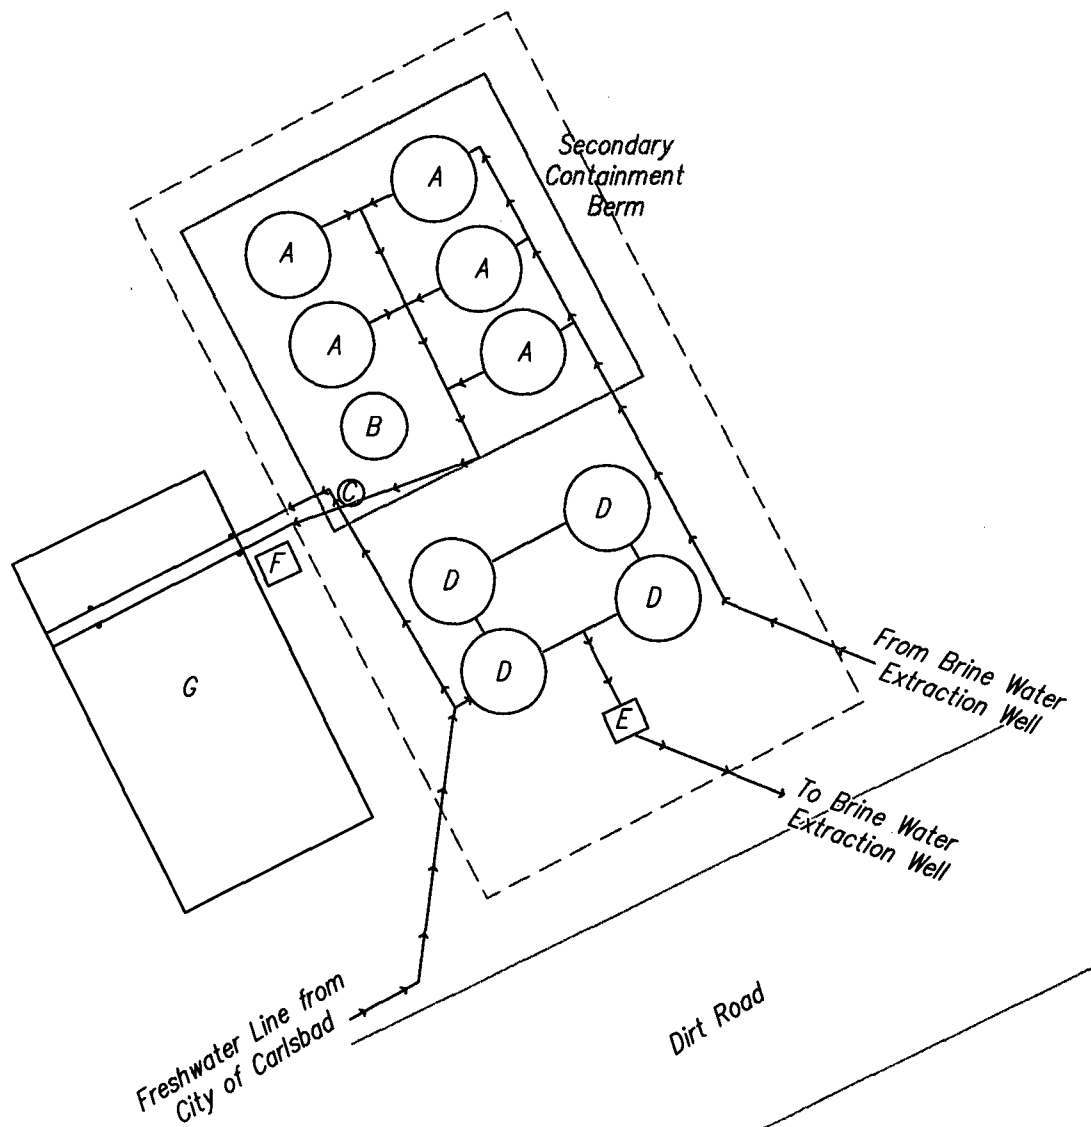 Secondary
Containment
Berm
A
A
A
A
A
B
C
D
D
D
D
E
F
G
From Brine Water
Extraction Well
To Brine Water
Extraction Well
Freshwater Line from
City of Carlsbad
Dirt Road